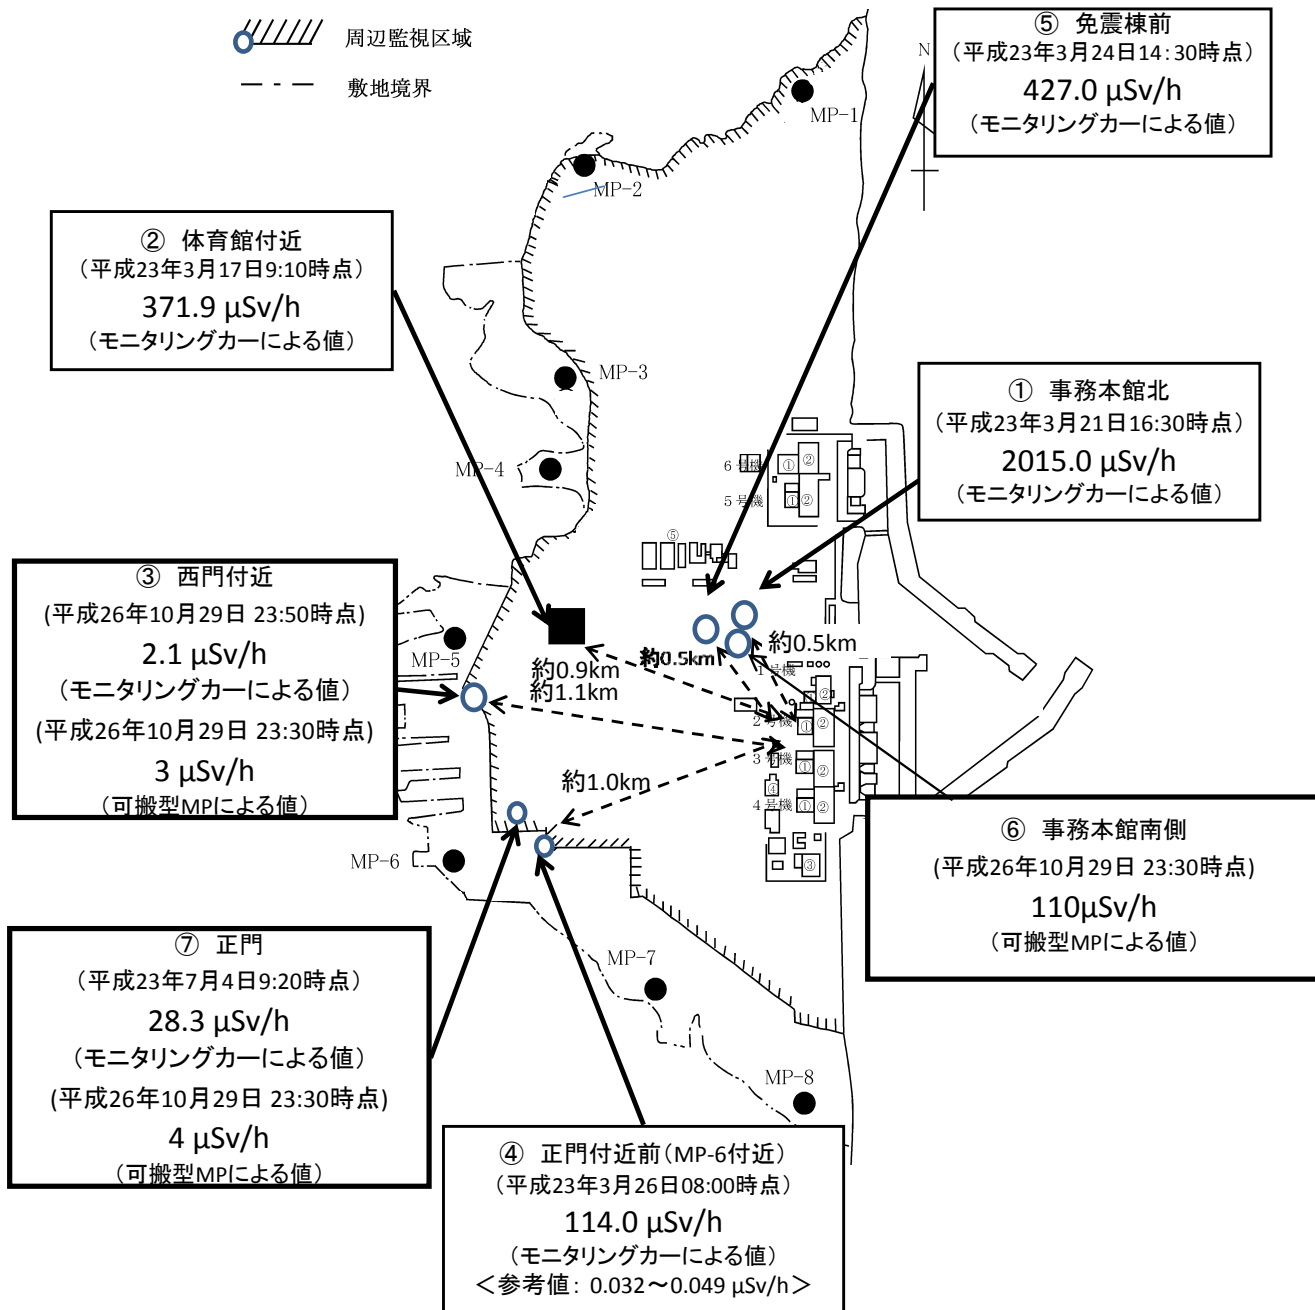 周辺監視区域
敷地境界
N
⑤ 免震棟前
（平成23年3月24日14：30時点）
427.0 μSv/h
（モニタリングカーによる値）
MP-1
MP-2
② 体育館付近
（平成23年3月17日9:10時点）
371.9 μSv/h
（モニタリングカーによる値）
MP-3
MP-4
① 事務本館北
（平成23年3月21日16:30時点）
2015.0 μSv/h
（モニタリングカーによる値）
6号機
① ②
5号機
① ②
⑤
③ 西門付近
(平成26年10月29日 23:50時点)
2.1 μSv/h
（モニタリングカーによる値）
(平成26年10月29日 23:30時点)
3 μSv/h
（可搬型MPによる値）
MP-5
約0.9km
約1.1km
約0.5km
約0.5km
1号機
②
2号機
① ②
3号機
① ②
約1.0km
④
4号機
① ②
③
MP-6
⑥ 事務本館南側
(平成26年10月29日 23:30時点)
110μSv/h
（可搬型MPによる値）
⑦ 正門
（平成23年7月4日9:20時点）
28.3 μSv/h
（モニタリングカーによる値）
(平成26年10月29日 23:30時点)
4 μSv/h
（可搬型MPによる値）
MP-7
MP-8
④ 正門付近前（MP-6付近）
（平成23年3月26日08:00時点）
114.0 μSv/h
（モニタリングカーによる値）
＜参考値： 0.032～0.049 μSv/h＞